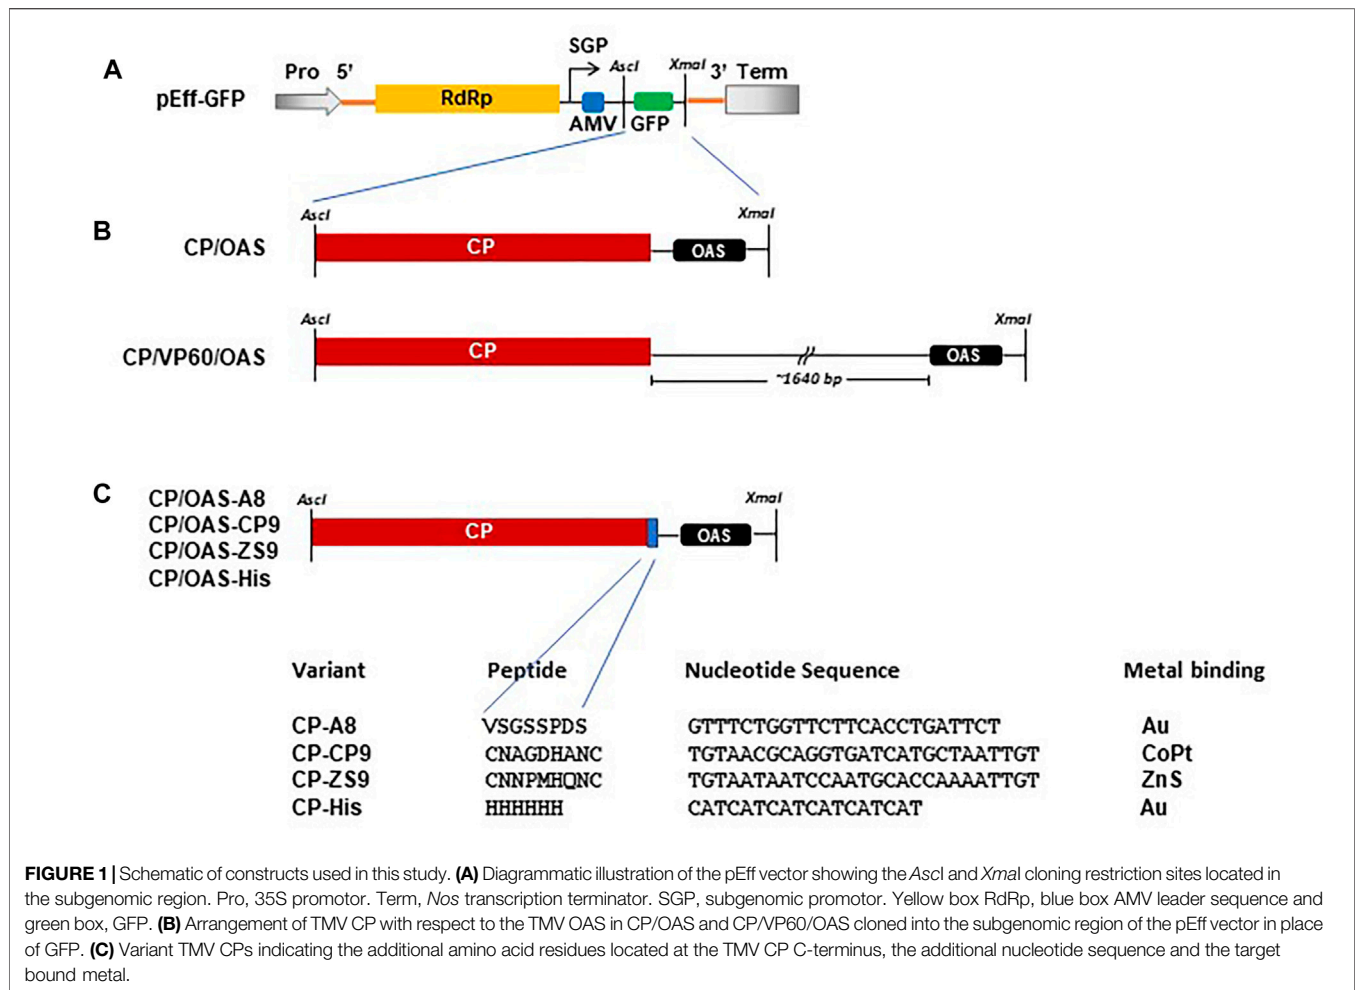 A
pEff-GFP
Pro 5'
RdRp
SGP
AscI
XmaI
3' Term
AMV
GFP
B
CP/OAS
AscI
XmaI
CP
OAS
CP/VP60/OAS
AscI
XmaI
CP
OAS
~1640 bp
C
CP/OAS-A8
CP/OAS-CP9
CP/OAS-ZS9
CP/OAS-His
AscI
XmaI
CP
OAS
Variant Peptide Nucleotide Sequence Metal binding
CP-A8 VSGSSPDS GTTTCTGGTTCTTCACCTGATTCT Au
CP-CP9 CNAGDHANC TGTAACGCAGGTGATCATGCTAATTGT CoPt
CP-ZS9 CNNPMHQNC TGTAATAATCCAATGCACCAAAATTGT ZnS
CP-His HHHHHH CATCATCATCATCATCAT Au
FIGURE 1 | Schematic of constructs used in this study. (A) Diagrammatic illustration of the pEff vector showing the AscI and XmaI cloning restriction sites located in
the subgenomic region. Pro, 35S promotor. Term, Nos transcription terminator. SGP, subgenomic promotor. Yellow box RdRp, blue box AMV leader sequence and
green box, GFP. (B) Arrangement of TMV CP with respect to the TMV OAS in CP/OAS and CP/VP60/OAS cloned into the subgenomic region of the pEff vector in place
of GFP. (C) Variant TMV CPs indicating the additional amino acid residues located at the TMV CP C-terminus, the additional nucleotide sequence and the target
bound metal.